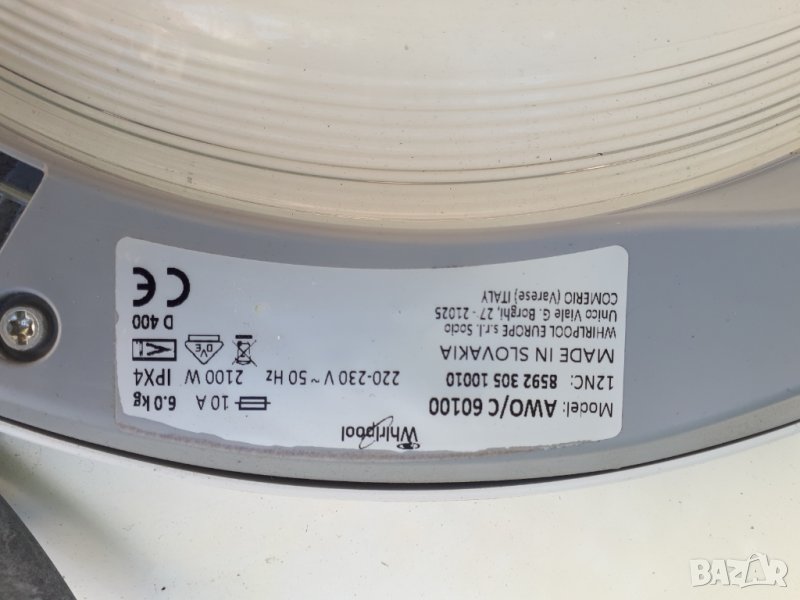 Whirlpool
Model: AWO/C 60100
12NC: 8592 305 10010
MADE IN SLOVAKIA
WHIRLPOOL EUROPE s.r.l. Socio
Unico Viale G. Borghi, 27 - 21025
COMERIO (Varese) ITALY
10 A 6.0 kg
220-230 V ~ 50 Hz 2100 W IPX4
DVE
D 400
CE
BAZAR